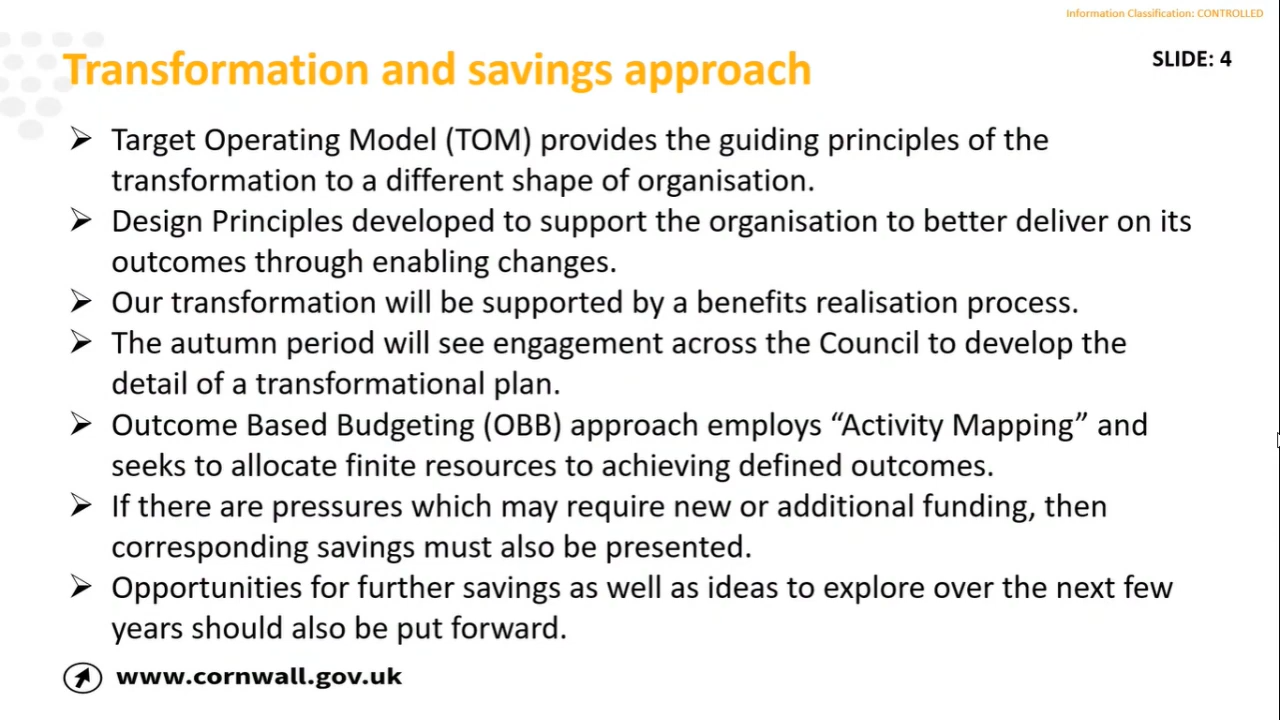 Information Classification: CONTROLLED
Transformation and savings approach
SLIDE: 4
➢ Target Operating Model (TOM) provides the guiding principles of the
transformation to a different shape of organisation.
➢ Design Principles developed to support the organisation to better deliver on its
outcomes through enabling changes.
➢ Our transformation will be supported by a benefits realisation process.
➢ The autumn period will see engagement across the Council to develop the
detail of a transformational plan.
➢ Outcome Based Budgeting (OBB) approach employs “Activity Mapping” and
seeks to allocate finite resources to achieving defined outcomes.
➢ If there are pressures which may require new or additional funding, then
corresponding savings must also be presented.
➢ Opportunities for further savings as well as ideas to explore over the next few
years should also be put forward.
www.cornwall.gov.uk